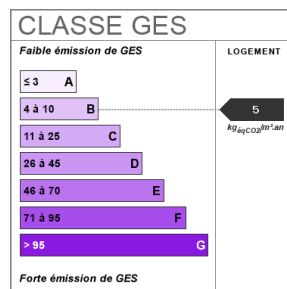 CLASSE GES
Faible émission de GES
LOGEMENT
≤ 3 A
4 à 10 B
5
kgéqCO2/m².an
11 à 25 C
26 à 45 D
46 à 70 E
71 à 95 F
> 95 G
Forte émission de GES